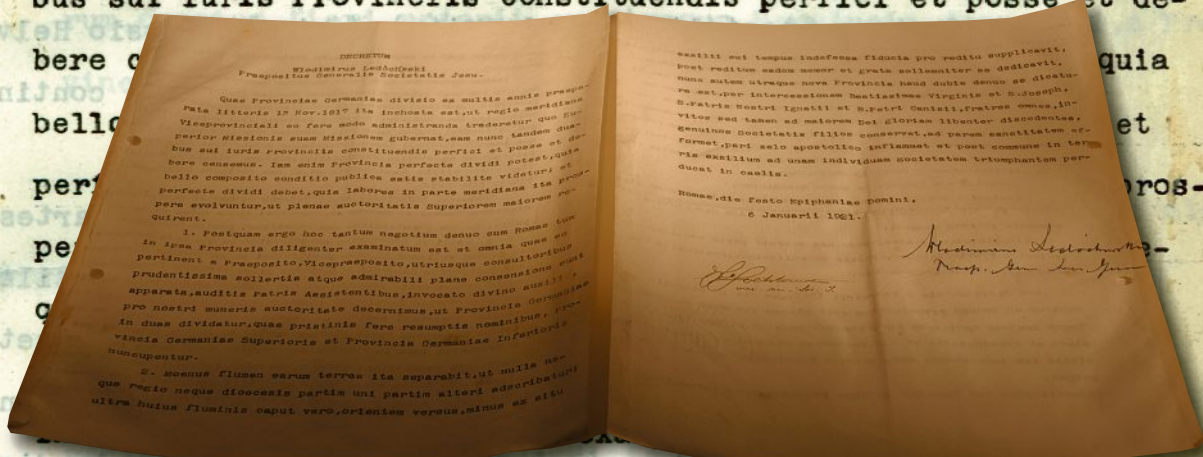 bus sui iuris Provinciis constituendis perfici et posse et de-
bere
quia
bello
et
perf
pros-
pe
e-
DECRETUM
Wlodimirus Ledóchowski
Praepositus Generalis Societatis Jesu.
Quae Provinciae Germaniae divisio ex multis annis praepa-
rata litteris 17 Nov.1917 ita inchoata est,ut regio meridiana
Viceprovinciali eo fere modo administranda traderetur quo Su-
perior Missionis suam Missionem gubernat,eam nunc tandem dua-
bus sui iuris Provinciis constituendis perfici et posse et de-
bere censemus. Iam enim Provincia perfecte dividi potest,quia
bello composito conditio publica satis stabilita videtur; et
perfecte dividi debet,quia labores in parte meridiana ita pros-
pere evolvuntur,ut plenae auctoritatis Superiorem maiorem re-
quirant.
1. Postquam ergo hoc tantum negotium denuo cum Romae tum
in ipsa Provincia diligenter examinatum est et omnia quae eo
pertinent a Praeposito,Vicepraeposito,utriusque consultoribus
prudentissima sollertia atque admirabili plane consensione sunt
apparata,auditis Patris Assistentibus,invocato divino auxilio,
pro nostri muneris auctoritate decernimus,ut Provincia Germaniae
in duas dividatur,quae pristinis fere resumptis nominibus, Pro-
vincia Germaniae Superioris et Provincia Germaniae Inferioris
nuncupentur.
2. Moenus flumen earum terras ita separabit,ut nulla ne-
que regio neque dioecesis partim uni partim alteri adscribatur;
ultra huius fluminis caput vero,orientem versus,minus ex situ
exsilii sui tempus indefessa fiducia pro reditu supplicavit,
post reditum eadem memor et grata sollemniter se dedicavit,
nunc autem utraque nova Provincia haud dubie denuo se dicatu-
ra est,per intercessionem Beatissimae Virginis et S.Joseph,
S.Patris Nostri Ignatii et B.Petri Canisii,fratres omnes,in-
vitos sed tamen ad maiorem Dei gloriam libenter discedentes,
genuinos Societatis filios conservet,ad parem sanctitatem ef-
formet,pari zelo apostolico inflammet et post commune in ter-
ris exsilium ad unam individuam societatem triumphantem per-
ducat in caelis.
Romae,die festo Epiphaniae Domini,
6 Januarii 1921.
Wlodimirus Ledóchowski
Praep. Gen. Soc. Jesu